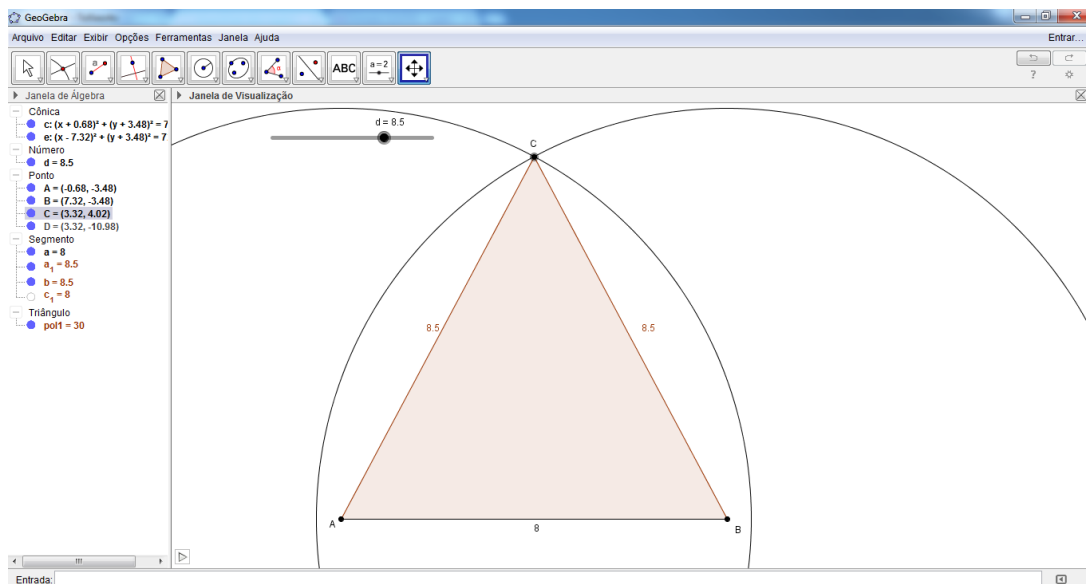 GeoGebra
Arquivo Editar Exibir Opções Ferramentas Janela Ajuda
Entrar...
a
α
ABC
a = 2
?
Janela de Álgebra
Janela de Visualização
Cônica
c: (x + 0.68)² + (y + 3.48)² = 7
e: (x - 7.32)² + (y + 3.48)² = 7
Número
d = 8.5
Ponto
A = (-0.68, -3.48)
B = (7.32, -3.48)
C = (3.32, 4.02)
D = (3.32, -10.98)
Segmento
a = 8
a₁ = 8.5
b = 8.5
c₁ = 8
Triângulo
pol1 = 30
d = 8.5
C
8.5
8.5
A
8
B
Entrada: